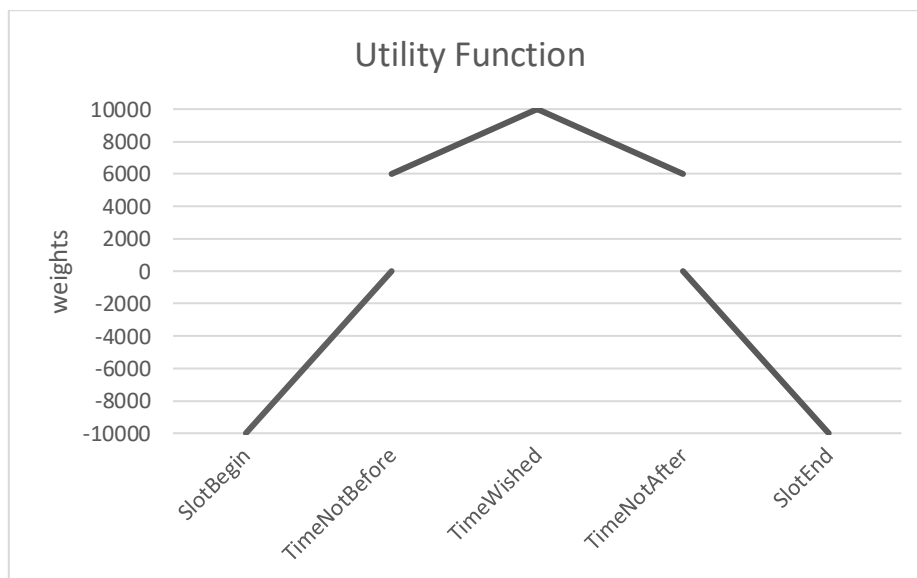 Utility Function
10000
8000
6000
4000
2000
0
-2000
-4000
-6000
-8000
-10000
weights
SlotBegin
TimeNotBefore
TimeWished
TimeNotAfter
SlotEnd